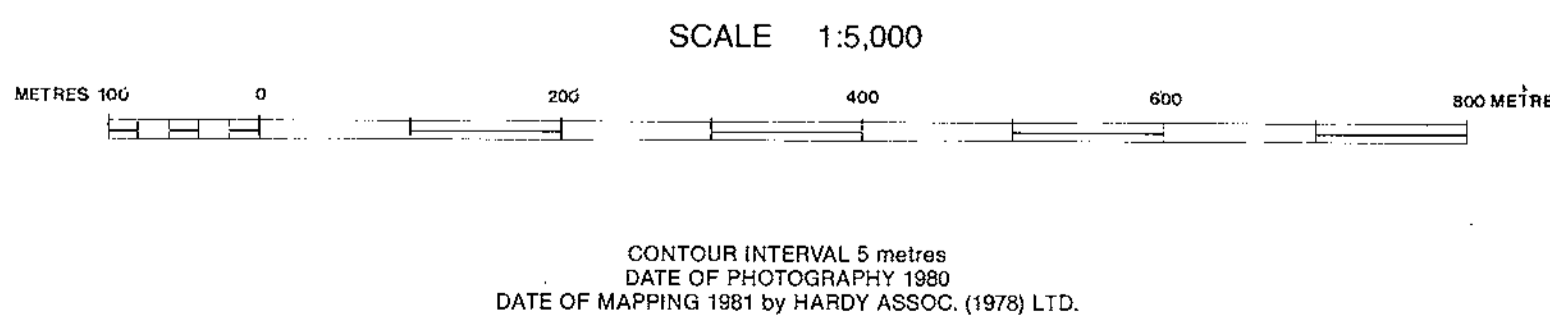 SCALE 1:5,000
METRES 100 0 200 400 600 800 METRE
CONTOUR INTERVAL 5 metres
DATE OF PHOTOGRAPHY 1980
DATE OF MAPPING 1981 by HARDY ASSOC. (1978) LTD.